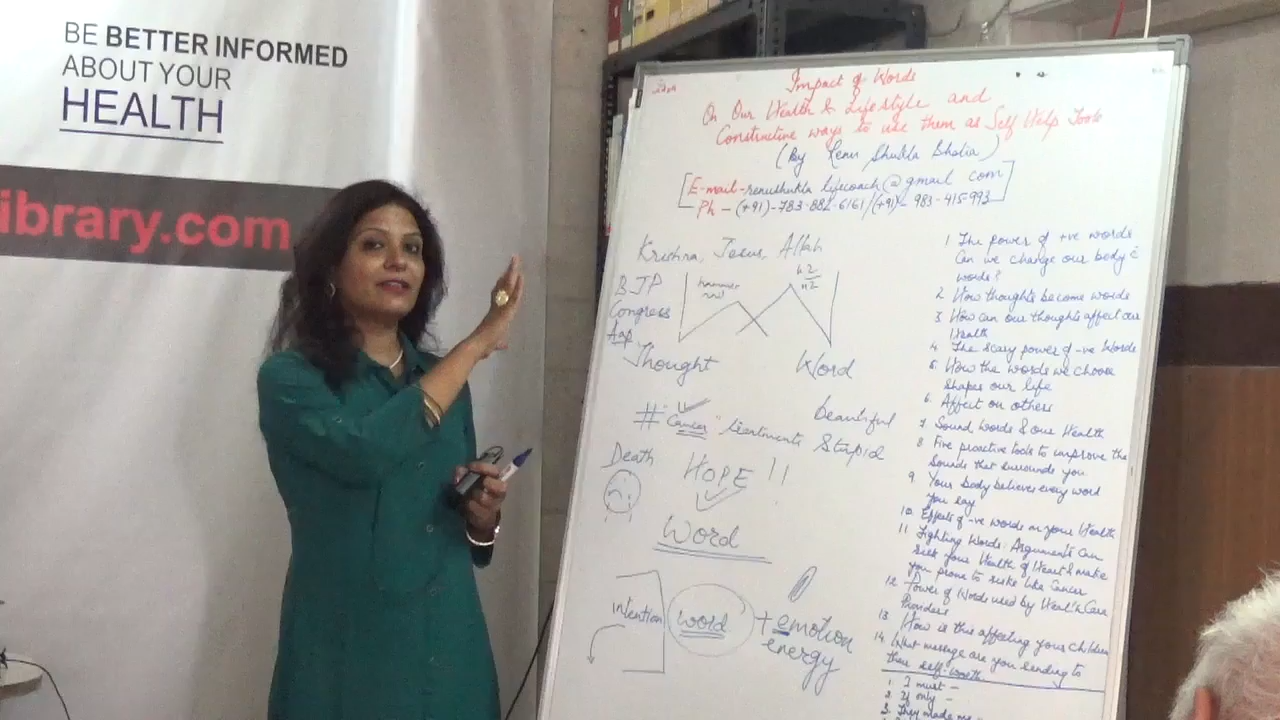 BE BETTER INFORMED
ABOUT YOUR
HEALTH
library.com
Impact of Words
On Our Health & Lifestyle and
Constructive ways to use them as Self Help Tools
(By Renu Shukla Bhatia)
E-mail-renushukla lifecoach@gmail com
Ph - (+91)-783-882-6161/(+91)- 983-415-993
Krishna, Jesus, Allah
BJP
Congress
Aap
hammer
nail
Thought
Word
# "Cancer" treatments
beautiful
Stupid
Death
HOPE !!
Word
intention
word
+ emotion
energy
1 The power of +ve words
Can we change our body c̄
words?
2 How thoughts become words
3. How can our thoughts affect our
Health
4. The scary power of -ve Words
5. How the words we choose
shapes our life
6. Affect on others
7. Sound Words & our Health
8. Five proactive tools to improve the
Sounds that surrounds you.
9. Your body believes every word
you say
10. Effects of -ve words on your Health
11. Fighting Words: Arguments Can
your Health of Heart & make
you prone to like Cancer
12. Power of Words used by Health Care
Providers
13. How is this affecting your children
14. What message are you sending to
their self-worth
1. I must -
2. If only -
3. They made me -